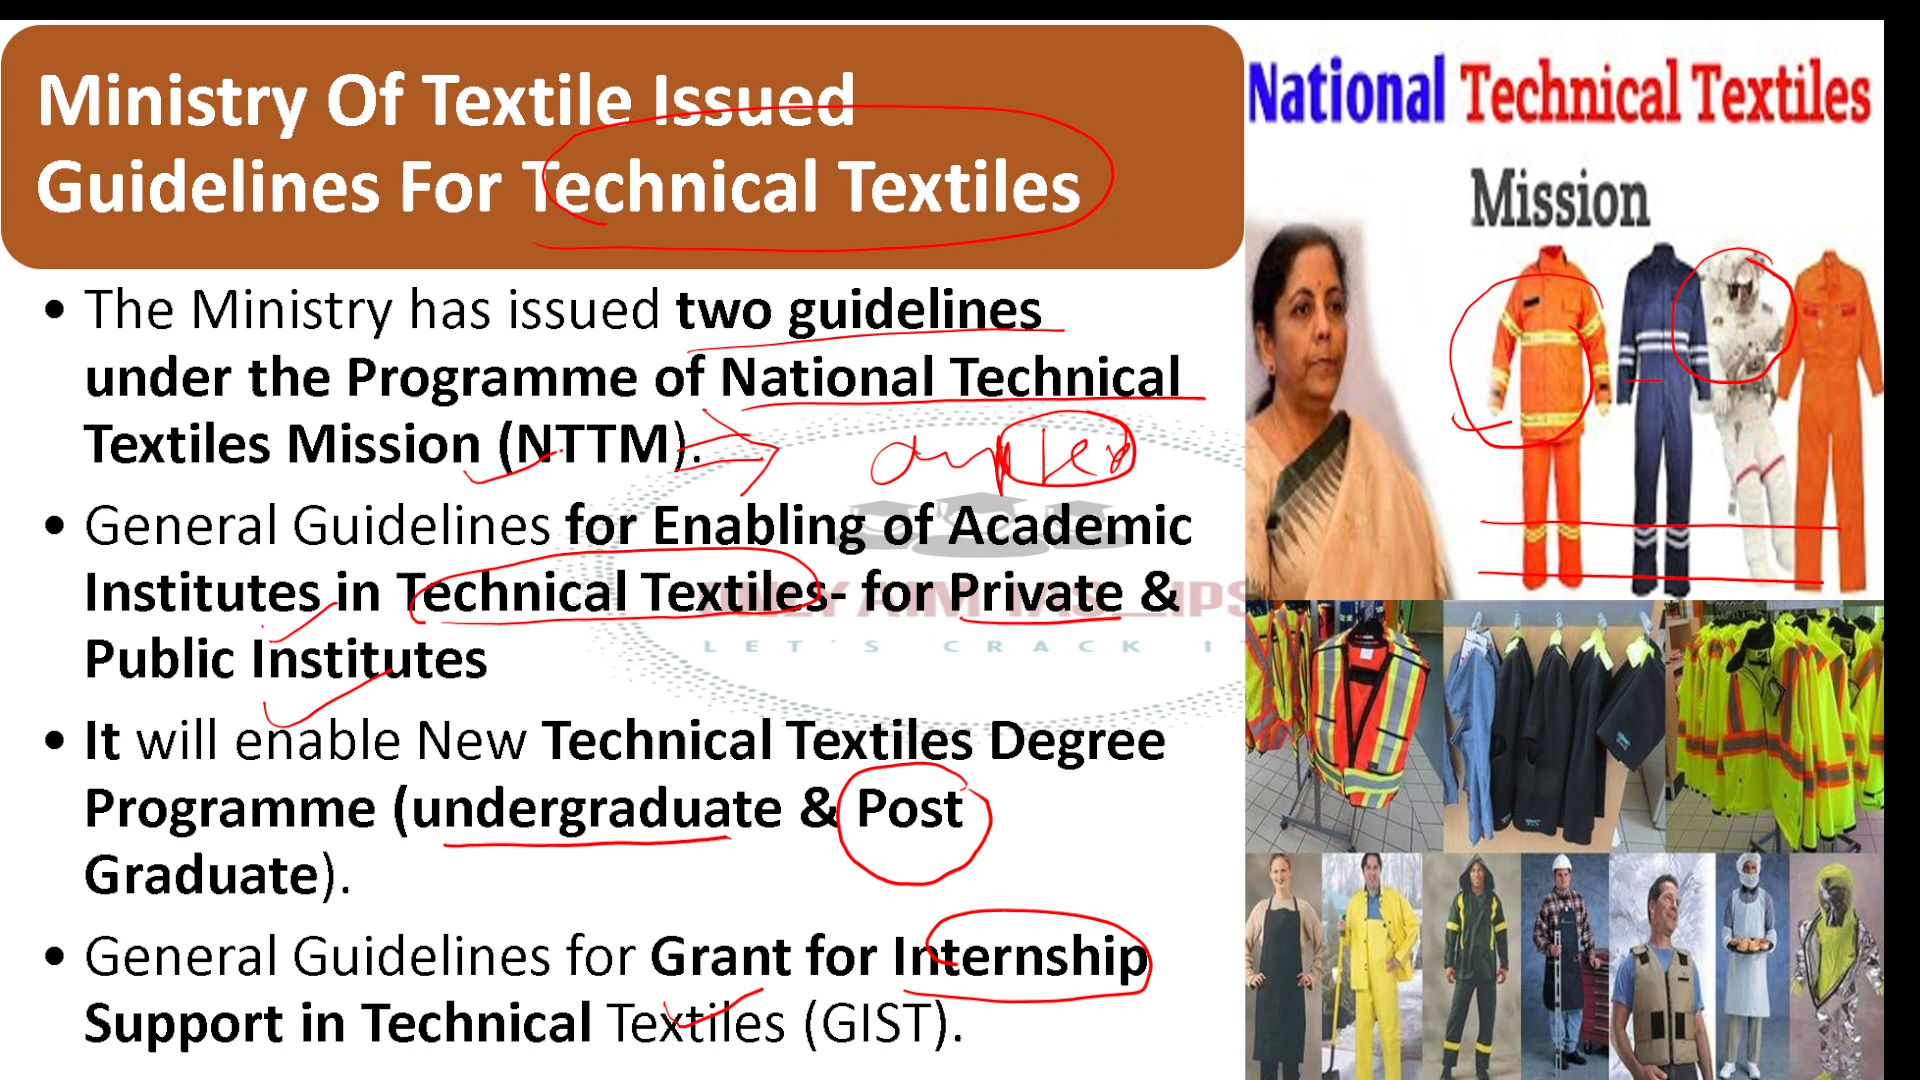 Ministry Of Textile Issued
Guidelines For Technical Textiles
• The Ministry has issued two guidelines
under the Programme of National Technical
Textiles Mission (NTTM).
• General Guidelines for Enabling of Academic
Institutes in Technical Textiles- for Private &
Public Institutes
• It will enable New Technical Textiles Degree
Programme (undergraduate & Post
Graduate).
• General Guidelines for Grant for Internship
Support in Technical Textiles (GIST).
National Technical Textiles
Mission
LET'S CRACK I